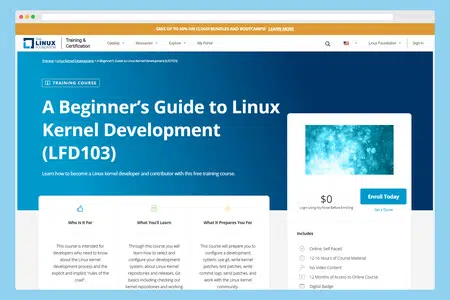 SAVE UP TO 60% ON CLOUD BUNDLES AND BOOTCAMPS!
THE LINUX FOUNDATION
Training & Certification
Catalog
Resources
Explore
My Portal
Linux Foundation
Sign In
Training > Linux Kernel Development > A Beginner's Guide to Linux Kernel Development (LFD103)
TRAINING COURSE
A Beginner's Guide to Linux
Kernel Development
(LFD103)
Learn how to become a Linux kernel developer and contributor with this free training course.
$0
Enroll Today
Who Is It For
This course is intended for
developers who need to know
about the Linux kernel
development process and the
explicit and implicit "rules of the
road".
What You'll Learn
Through this course you will
learn how to select and
configure your development
system, about Linux kernel
repositories and releases, Git
basics including checking out
kernel repositories and working
What It Prepares You For
This course will prepare you to
configure a development
system, use git, write kernel
patches, test patches, write
commit logs, send patches, and
work with the Linux kernel
community.
Includes
Online, Self Paced
12-16 Hours of Course Material
No Video Content
12 Months of Access to Online Course
Digital Badge